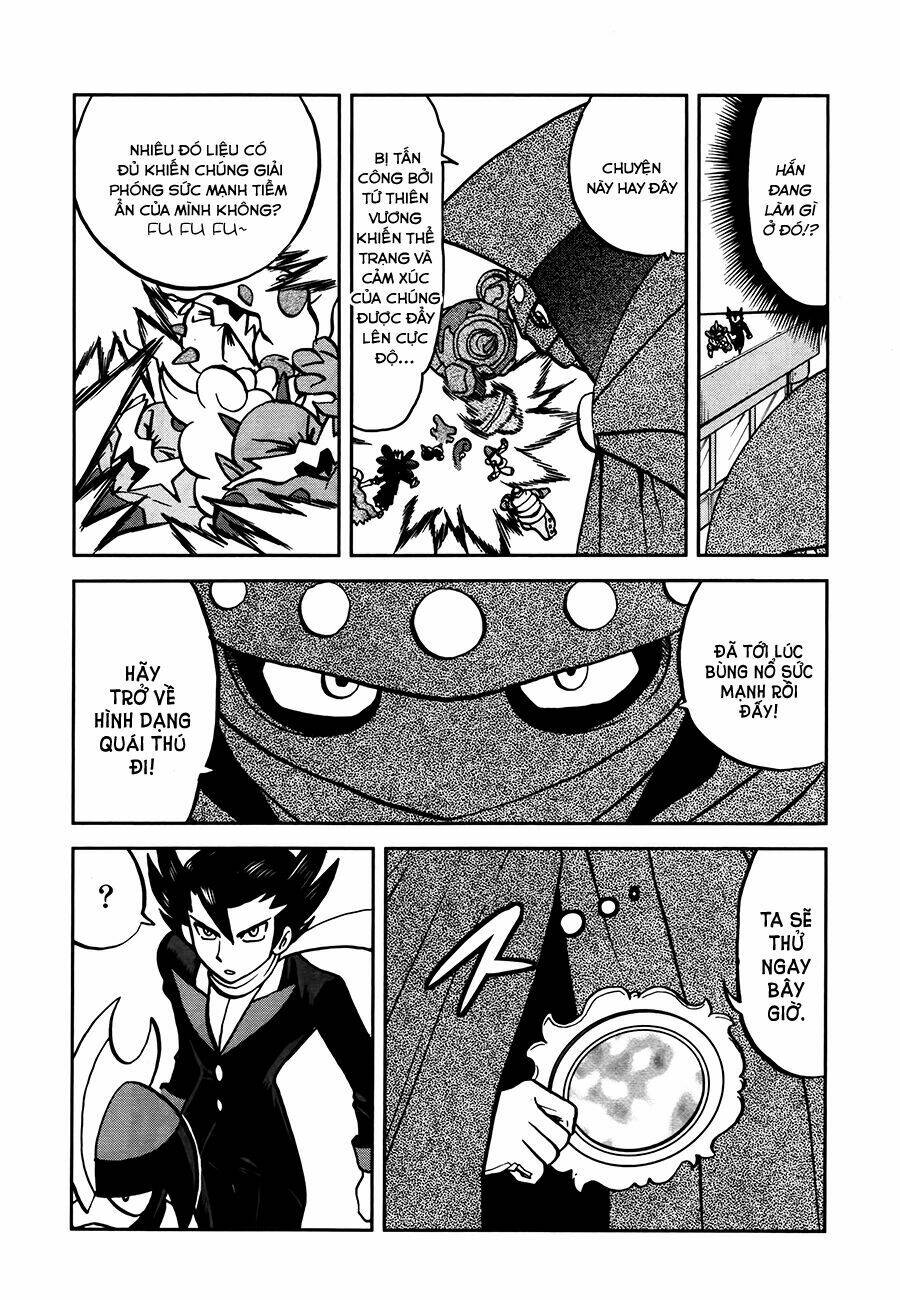 HẮN
ĐANG
LÀM GÌ
Ở ĐÓ!?
CHUYỆN
NÀY HAY ĐÂY
BỊ TẤN
CÔNG BỞI
TỨ THIÊN
VƯƠNG
KHIẾN THỂ
TRẠNG VÀ
CẢM XÚC
CỦA CHÚNG
ĐƯỢC ĐẨY
LÊN CỰC
ĐỘ...
NHIÊU ĐÓ LIỆU CÓ
ĐỦ KHIẾN CHÚNG GIẢI
PHÓNG SỨC MẠNH TIỀM
ẨN CỦA MÌNH KHÔNG?
FU FU FU~
ĐÃ TỚI LÚC
BÙNG NỔ SỨC
MẠNH RỒI
ĐẤY!
HÃY
TRỞ VỀ
HÌNH DẠNG
QUÁI THÚ
ĐI!
TA SẼ
THỬ
NGAY
BÂY
GIỜ.
ス
?